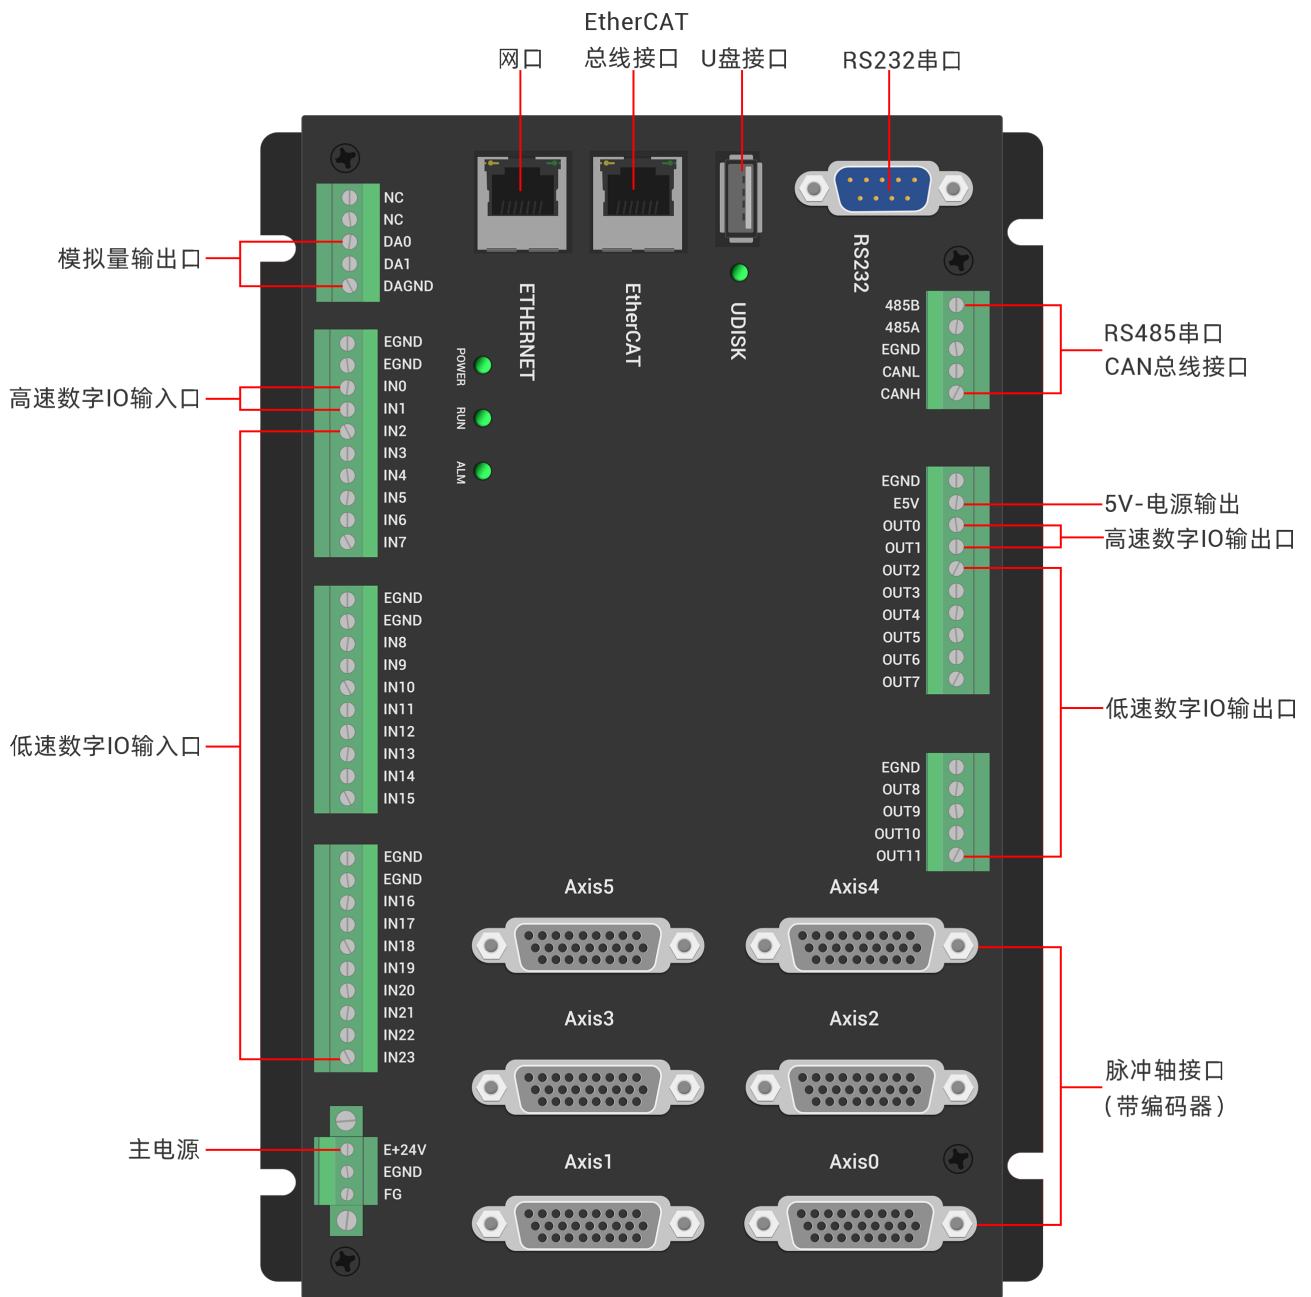 EtherCAT
网口
总线接口
U盘接口
RS232串口
NC
NC
DA0
DA1
DAGND
模拟量输出口
EGND
EGND
IN0
IN1
IN2
IN3
IN4
IN5
IN6
IN7
高速数字IO输入口
EGND
EGND
IN8
IN9
IN10
IN11
IN12
IN13
IN14
IN15
低速数字IO输入口
EGND
EGND
IN16
IN17
IN18
IN19
IN20
IN21
IN22
IN23
主电源
E+24V
EGND
FG
ETHERNET
EtherCAT
UDISK
RS232
POWER
RUN
ALM
485B
485A
EGND
CANL
CANH
RS485串口
CAN总线接口
EGND
E5V
OUT0
OUT1
OUT2
OUT3
OUT4
OUT5
OUT6
OUT7
5V-电源输出
高速数字IO输出口
低速数字IO输出口
EGND
OUT8
OUT9
OUT10
OUT11
Axis5
Axis4
Axis3
Axis2
Axis1
Axis0
脉冲轴接口
(带编码器)